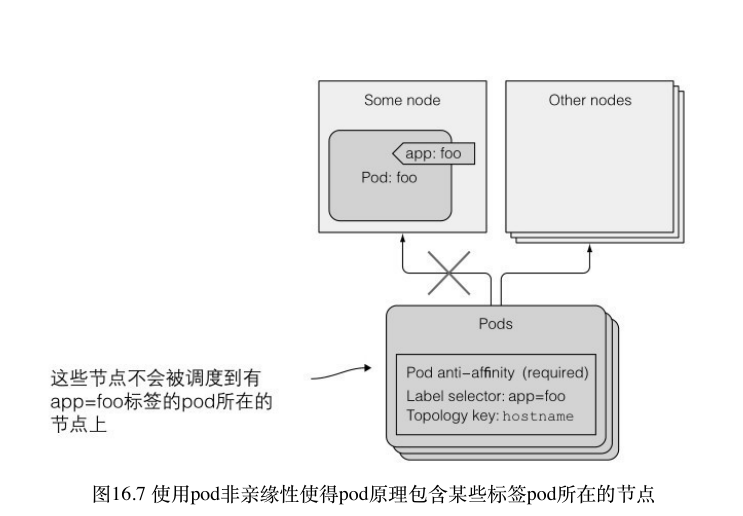 Some node
Other nodes
app: foo
Pod: foo
Pods
Pod anti-affinity (required)
Label selector: app=foo
Topology key: hostname
这些节点不会被调度到有
app=foo标签的pod所在的
节点上
图16.7 使用pod非亲缘性使得pod原理包含某些标签pod所在的节点